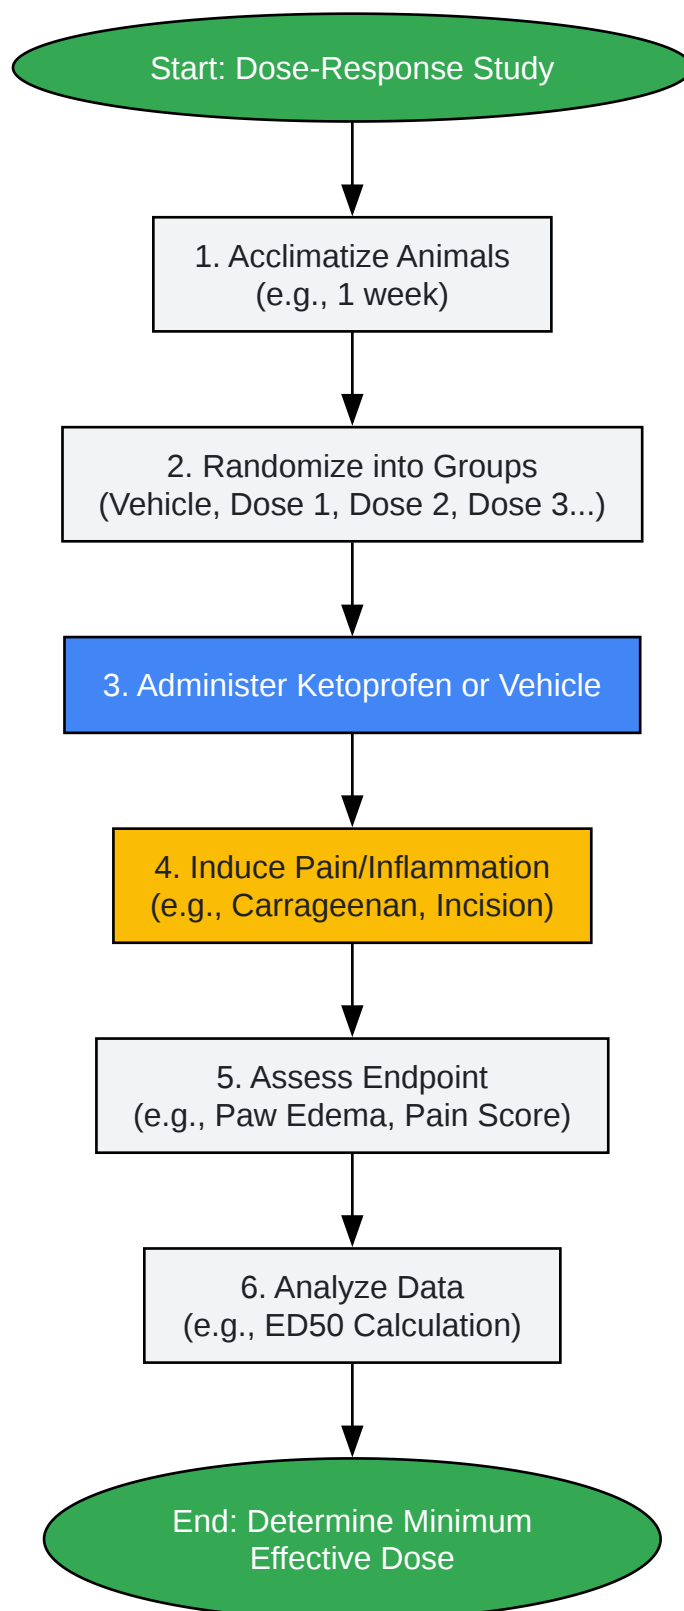 Start: Dose-Response Study
1. Acclimatize Animals
(e.g., 1 week)
2. Randomize into Groups
(Vehicle, Dose 1, Dose 2, Dose 3...)
3. Administer Ketoprofen or Vehicle
4. Induce Pain/Inflammation
(e.g., Carrageenan, Incision)
5. Assess Endpoint
(e.g., Paw Edema, Pain Score)
6. Analyze Data
(e.g., ED50 Calculation)
End: Determine Minimum
Effective Dose